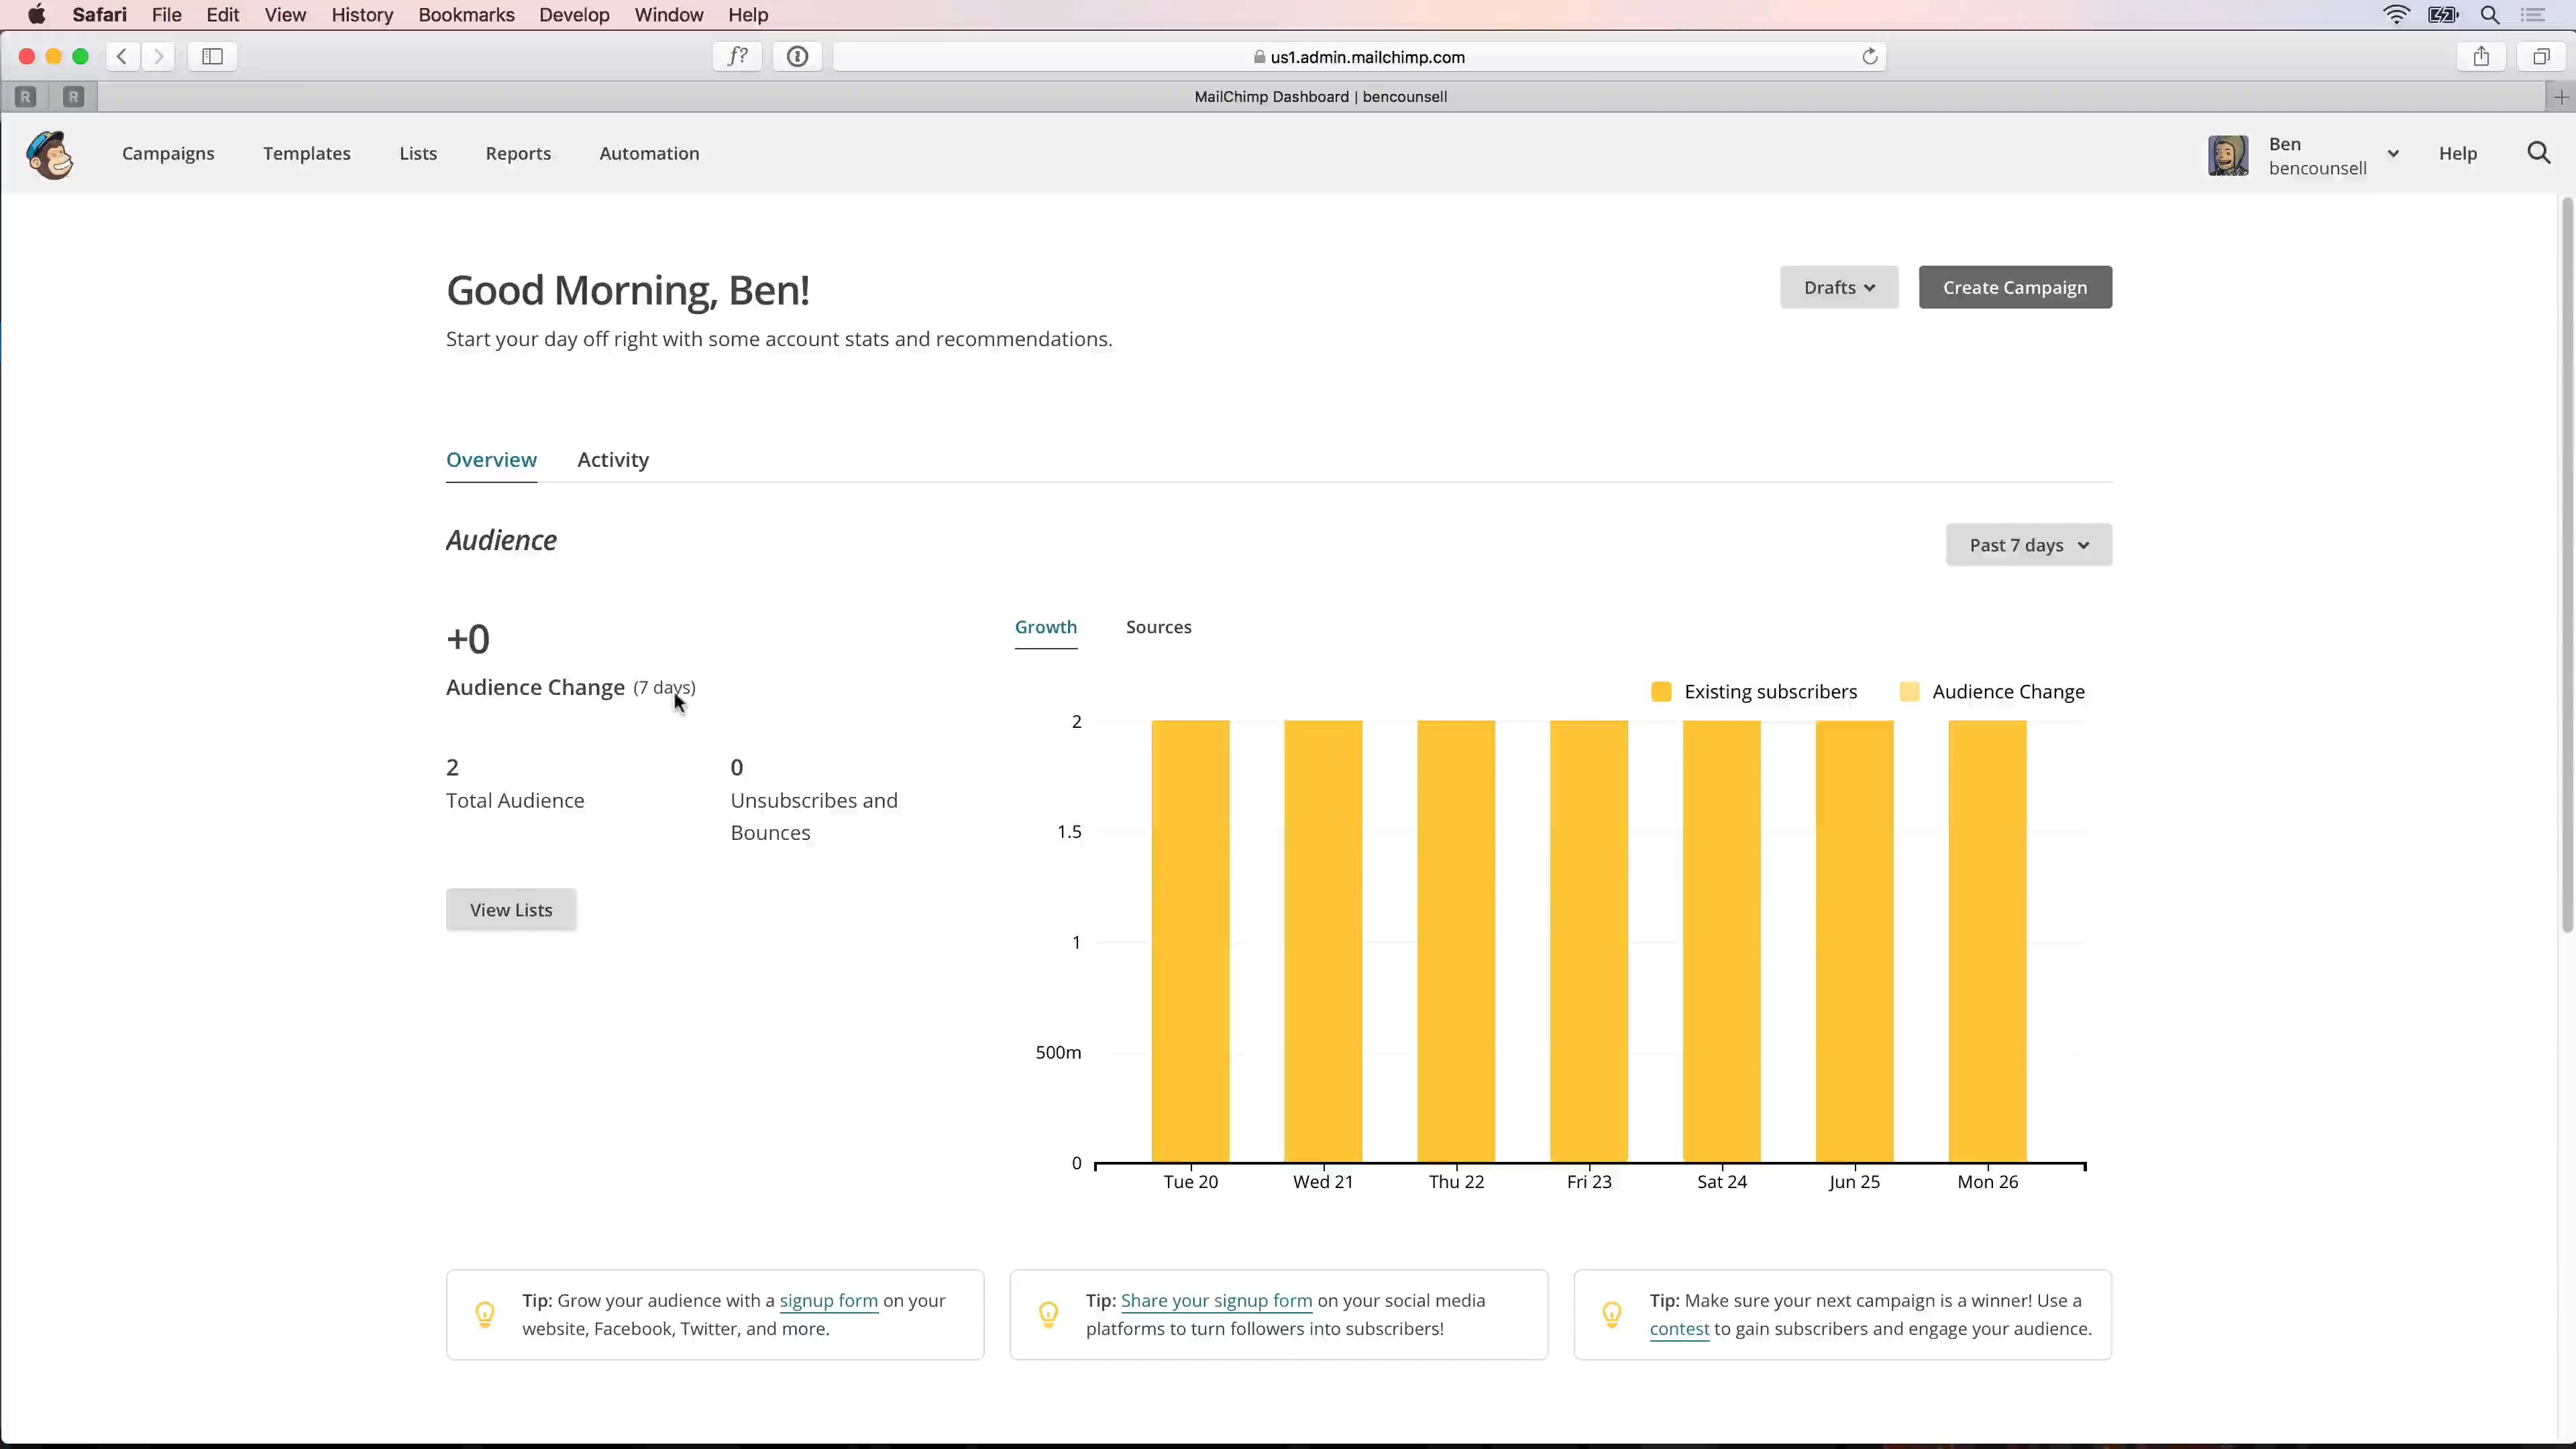 Safari File Edit View History Bookmarks Develop Window Help
f?
us1.admin.mailchimp.com
R R MailChimp Dashboard | bencounsell
Campaigns Templates Lists Reports Automation
Ben
bencounsell
Help
Good Morning, Ben!
Drafts
Create Campaign
Start your day off right with some account stats and recommendations.
Overview Activity
Audience
Past 7 days
+0
Audience Change (7 days)
2
Total Audience
0
Unsubscribes and
Bounces
View Lists
Growth Sources
Existing subscribers Audience Change
2
1.5
1
500m
0
Tue 20 Wed 21 Thu 22 Fri 23 Sat 24 Jun 25 Mon 26
Tip: Grow your audience with a signup form on your
website, Facebook, Twitter, and more.
Tip: Share your signup form on your social media
platforms to turn followers into subscribers!
Tip: Make sure your next campaign is a winner! Use a
contest to gain subscribers and engage your audience.